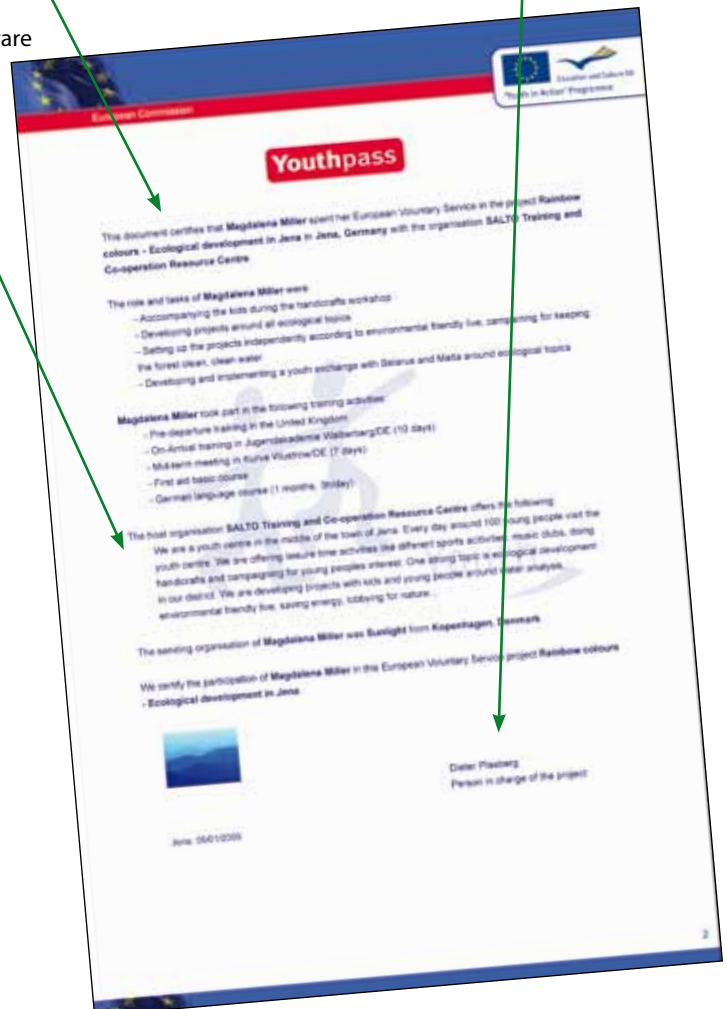 are
European Commission
Education and Culture DG
'Youth in Action' Programme
Youthpass
This document certifies that Magdalena Miller spent her European Voluntary Service in the project Rainbow
colours - Ecological development in Jena in Jena, Germany with the organisation SALTO Training and
Co-operation Resource Centre
The role and tasks of Magdalena Miller were
- Accompanying the kids during the handicrafts workshop
- Developing projects around all ecological topics
- Setting up the projects independently according to environmental friendly live, campaining for keeping
the forest clean, clean water
- Developing and implementing a youth exchange with Belarus and Malta around ecological topics
Magdalena Miller took part in the following training activities:
- Pre-departure training in the United Kingdom
- On-Arrival training in Jugendakademie Walberberg/DE (10 days)
- Mid-term meeting in Kurve Wustrow/DE (7 days)
- First aid basic course
- German language course (1 months, 3h/day)
The host organisation SALTO Training and Co-operation Resource Centre offers the following:
We are a youth centre in the middle of the town of Jena. Every day around 100 young people visit the
youth centre. We are offering leisure time activities like different sports activities, music clubs, doing
handicrafts and campaigning for young peoples interest. One strong topic is ecological development
in our district. We are developing projects with kids and young people around water analysis,
environmental friendly live, saving energy, lobbying for nature...
The sending organisation of Magdalena Miller was Sunlight from Kopenhagen, Denmark
We certify the participation of Magdalena Miller in this European Voluntary Service project Rainbow colours
- Ecological development in Jena
Dieter
Person in charge of the project
Jena,
2